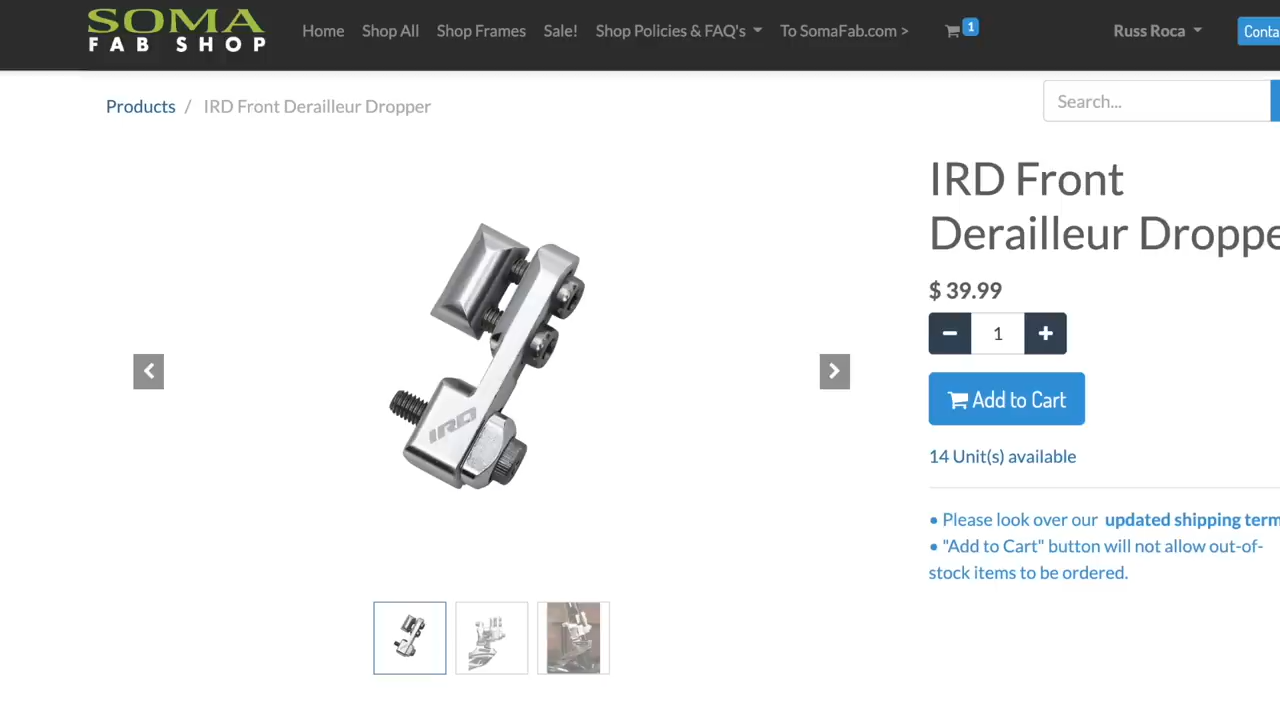 SOMA
FAB SHOP
Home Shop All Shop Frames Sale! Shop Policies & FAQ's To SomaFab.com > 1 Russ Roca Conta
Products / IRD Front Derailleur Dropper
Search...
IRD Front
Derailleur Droppe
$ 39.99
1
Add to Cart
14 Unit(s) available
• Please look over our updated shipping term
• "Add to Cart" button will not allow out-of-
stock items to be ordered.
IRD